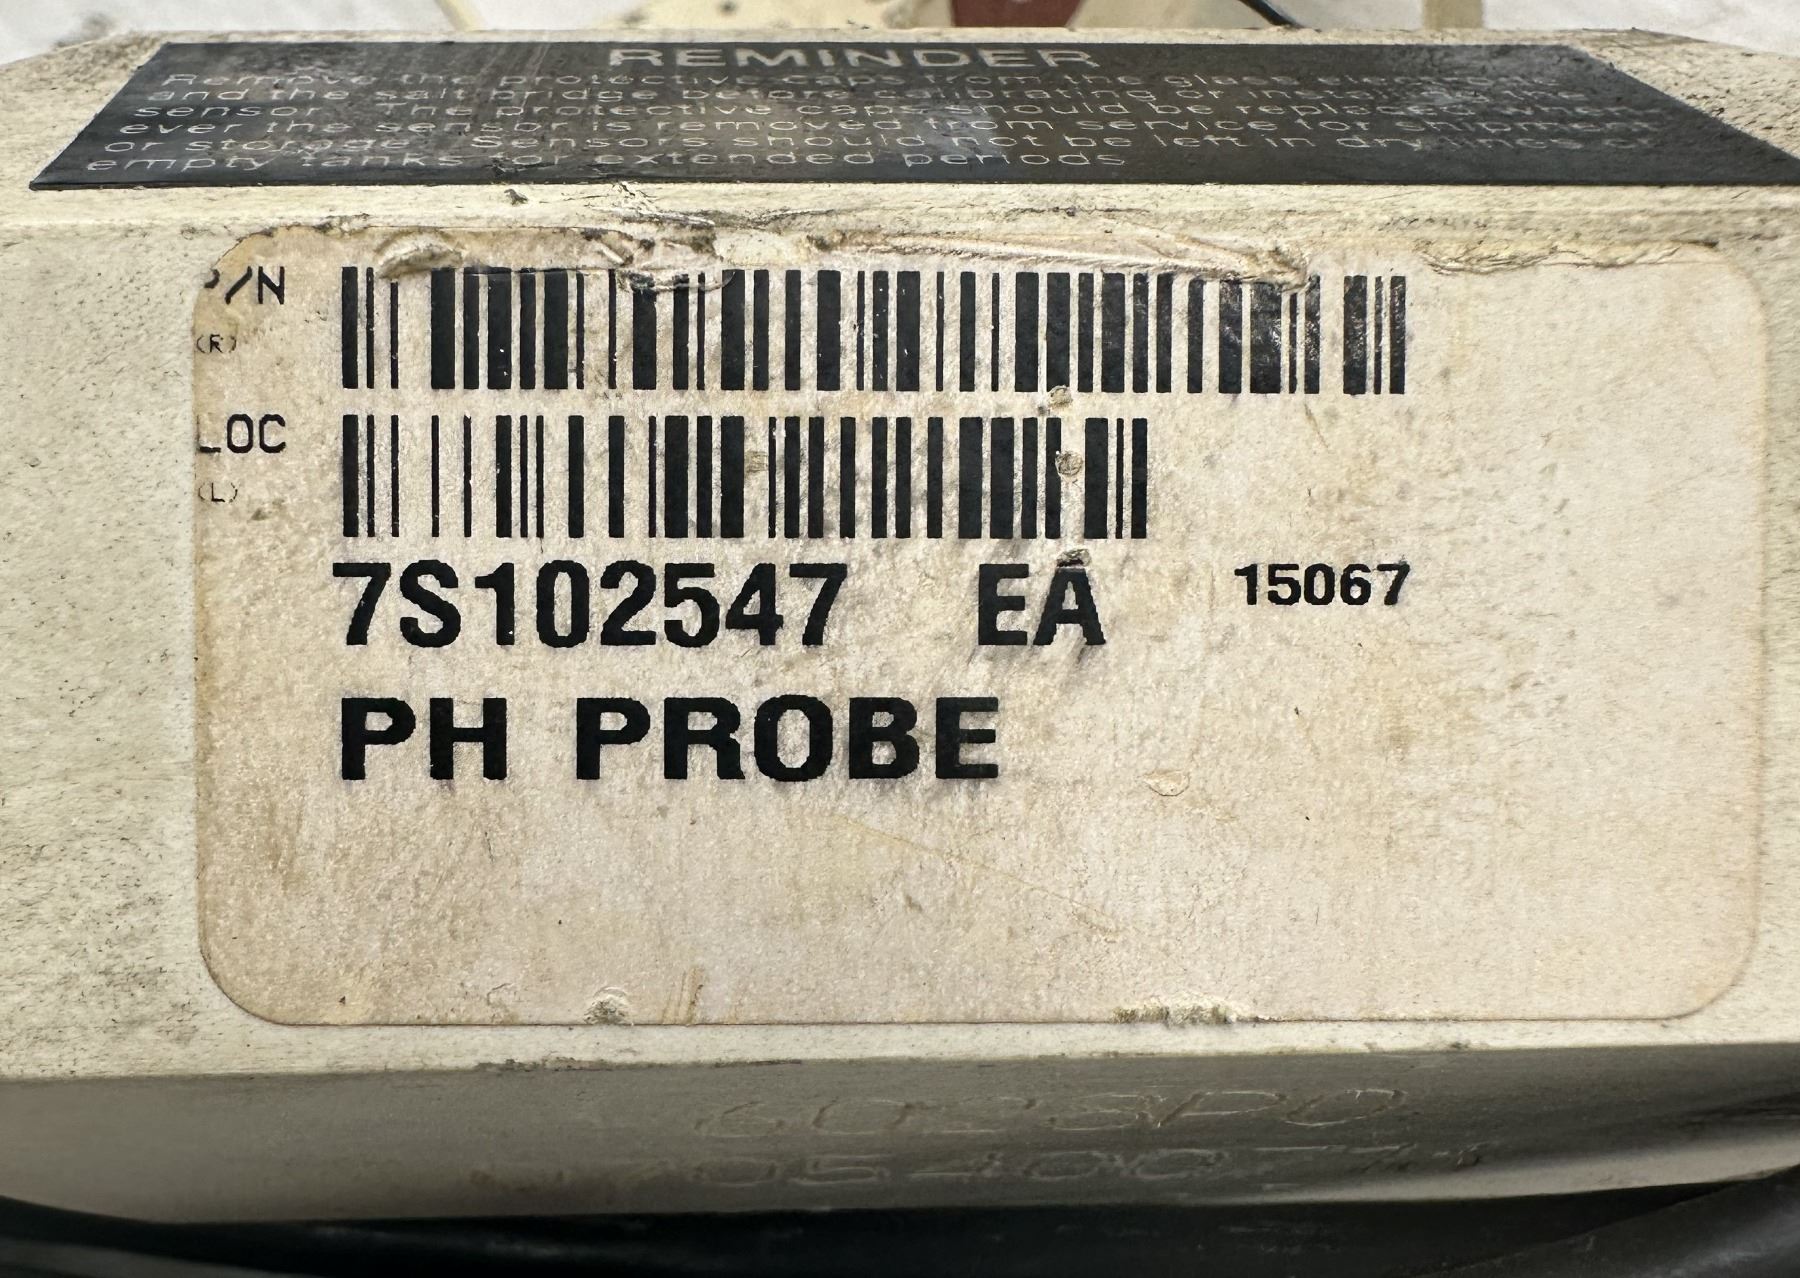 REMINDER
Remove the protective caps from the glass electrode
and the salt bridge before calibrating or installing the
sensor. The protective caps should be replaced when-
ever the sensor is removed from service for shipment
or storage. Sensors should not be left in dry lines or
empty tanks for extended periods
P/N
(R)
LOC
(L)
7S102547 EA 15067
PH PROBE
6028P0